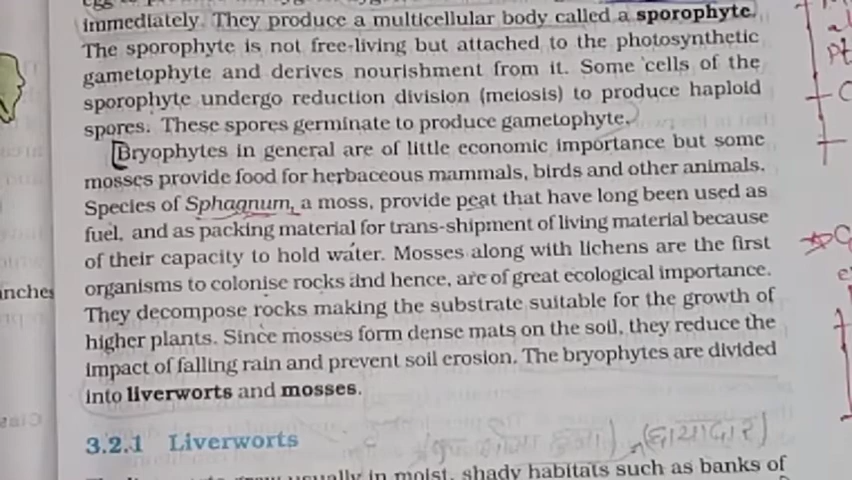 immediately. They produce a multicellular body called a sporophyte.
The sporophyte is not free-living but attached to the photosynthetic
gametophyte and derives nourishment from it. Some cells of the
sporophyte undergo reduction division (meiosis) to produce haploid
spores. These spores germinate to produce gametophyte.
Bryophytes in general are of little economic importance but some
mosses provide food for herbaceous mammals, birds and other animals.
Species of Sphagnum, a moss, provide peat that have long been used as
fuel, and as packing material for trans-shipment of living material because
of their capacity to hold water. Mosses along with lichens are the first
organisms to colonise rocks and hence, are of great ecological importance.
They decompose rocks making the substrate suitable for the growth of
higher plants. Since mosses form dense mats on the soil, they reduce the
impact of falling rain and prevent soil erosion. The bryophytes are divided
into liverworts and mosses.
3.2.1 Liverworts
(छायादार)
usually in moist, shady habitats such as banks of
inches